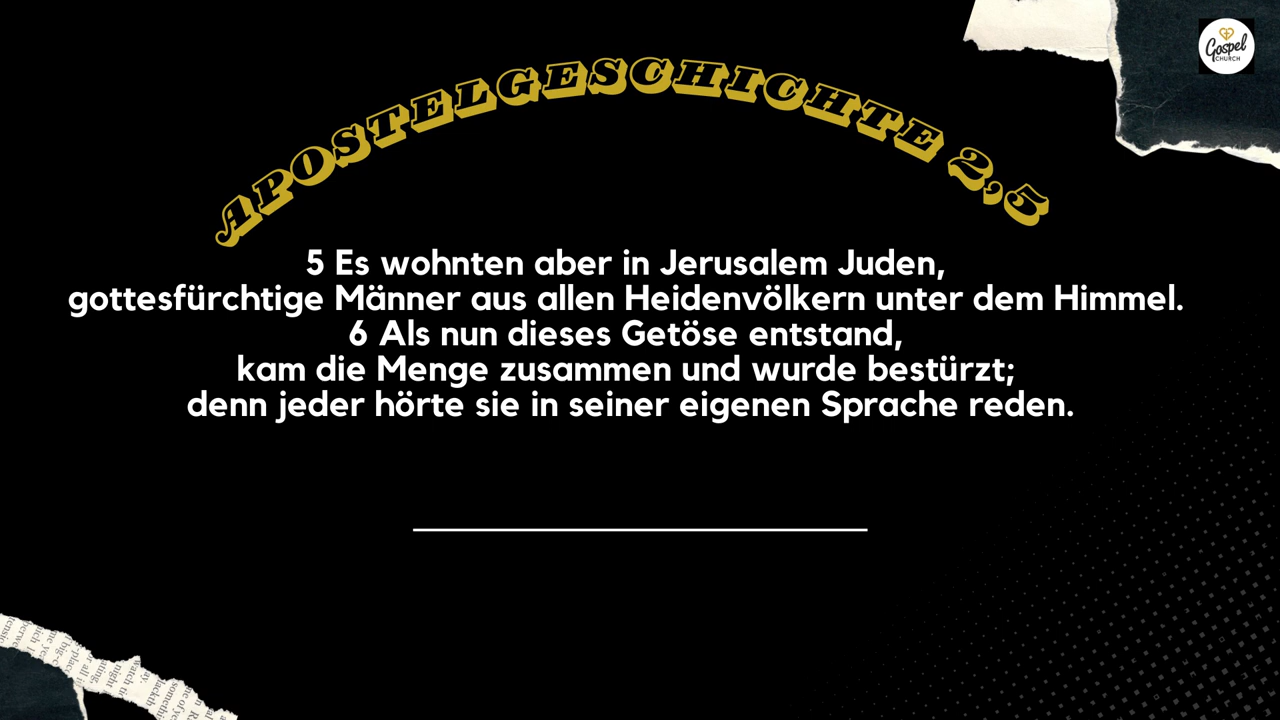 Gospel
CHURCH
APOSTELGESCHICHTE 2,5
5 Es wohnten aber in Jerusalem Juden,
gottesfürchtige Männer aus allen Heidenvölkern unter dem Himmel.
6 Als nun dieses Getöse entstand,
kam die Menge zusammen und wurde bestürzt;
denn jeder hörte sie in seiner eigenen Sprache reden.